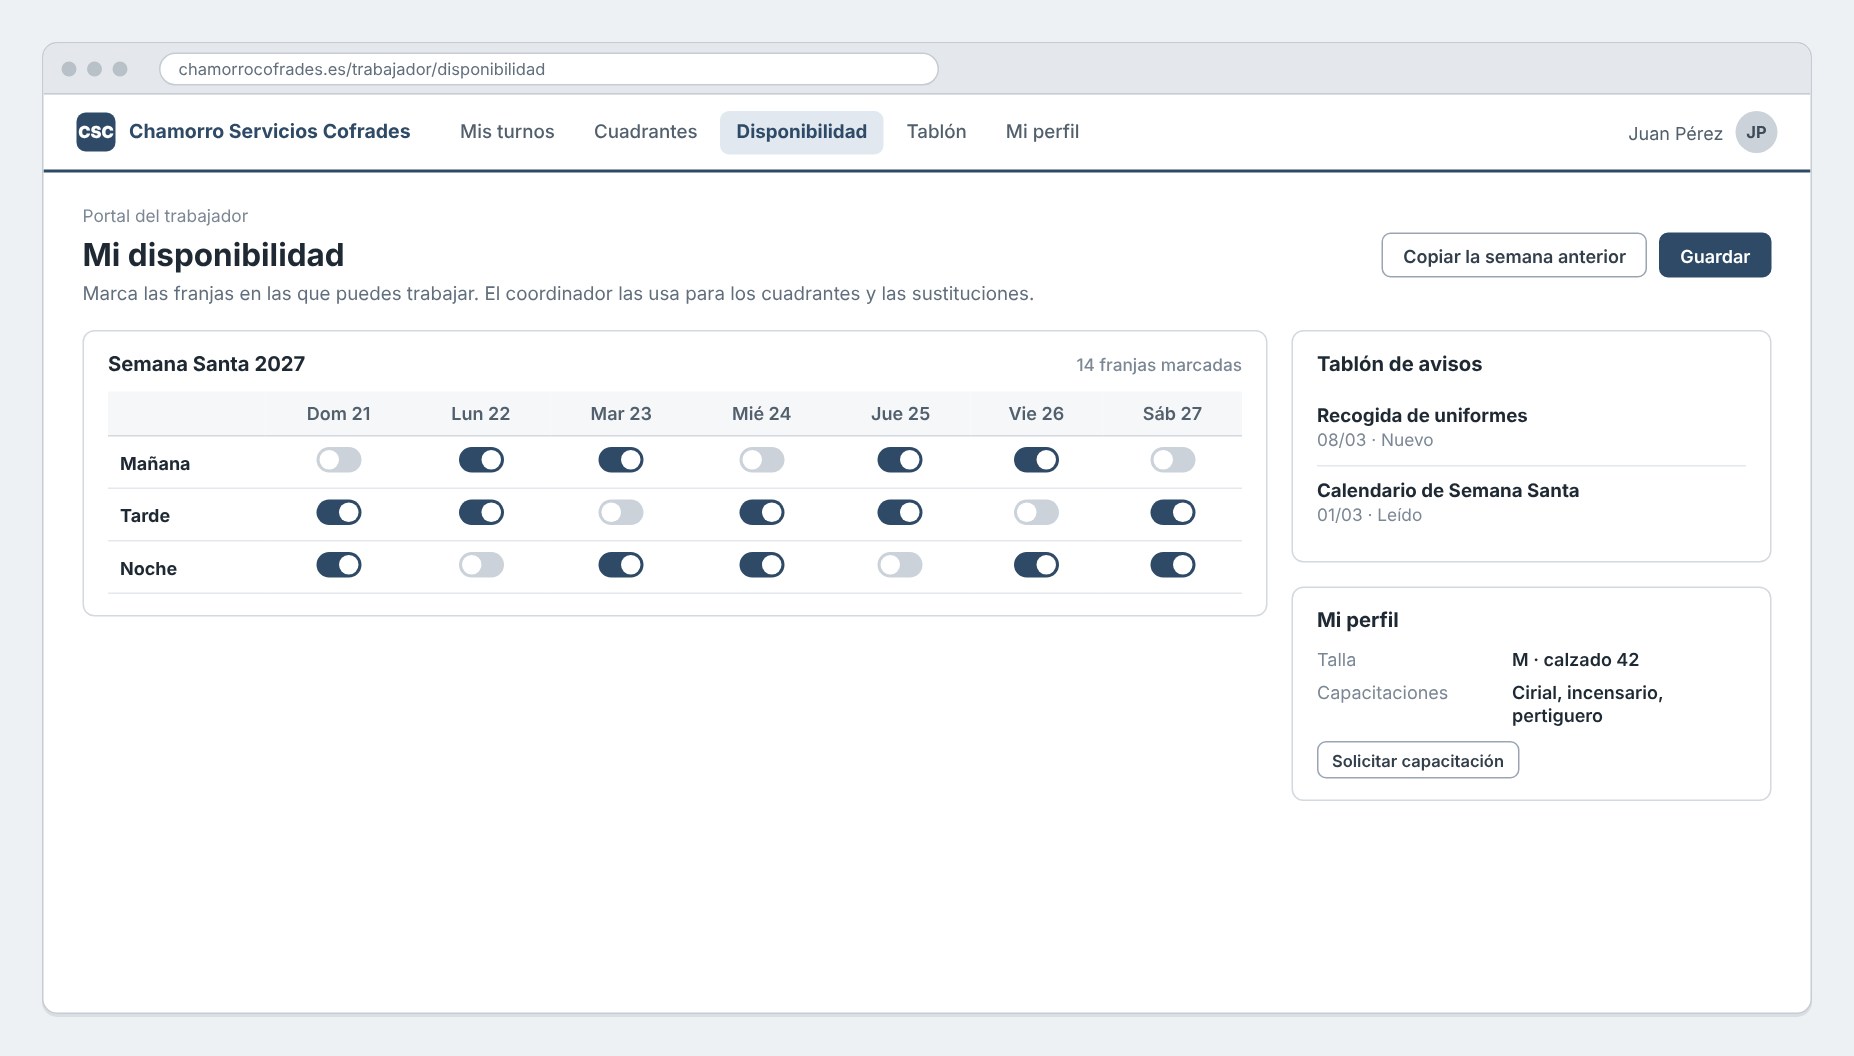 chamorrocofrades.es/trabajador/disponibilidad
CSC Chamorro Servicios Cofrades Mis turnos Cuadrantes Disponibilidad Tablón Mi perfil Juan Pérez JP
Portal del trabajador
Mi disponibilidad
Copiar la semana anterior Guardar
Marca las franjas en las que puedes trabajar. El coordinador las usa para los cuadrantes y las sustituciones.
Semana Santa 2027 14 franjas marcadas
Dom 21 Lun 22 Mar 23 Mié 24 Jue 25 Vie 26 Sáb 27
Mañana
Tarde
Noche
Tablón de avisos
Recogida de uniformes
08/03 · Nuevo
Calendario de Semana Santa
01/03 · Leído
Mi perfil
Talla M · calzado 42
Capacitaciones Cirial, incensario,
pertiguero
Solicitar capacitación